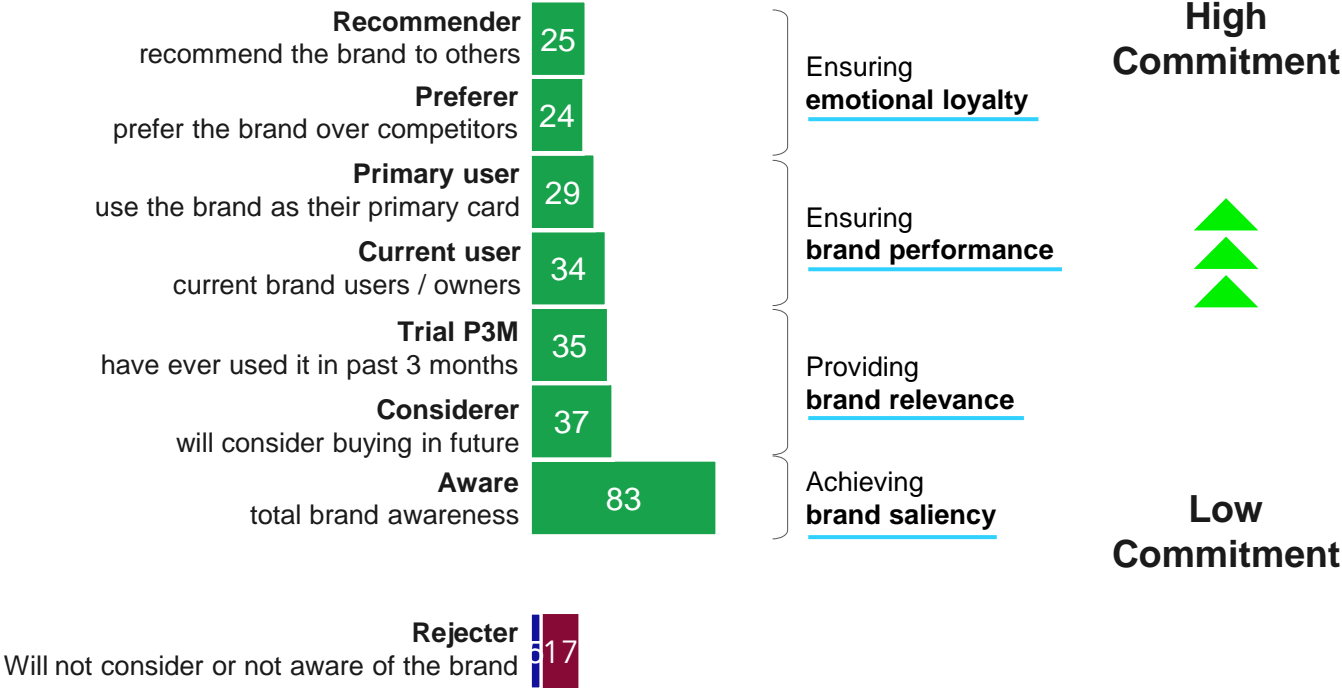 Recommender
recommend the brand to others
25
Preferer
prefer the brand over competitors
24
Ensuring
emotional loyalty
High
Commitment
Primary user
use the brand as their primary card
29
Current user
current brand users / owners
34
Ensuring
brand performance
Trial P3M
have ever used it in past 3 months
35
Considerer
will consider buying in future
37
Providing
brand relevance
Aware
total brand awareness
83
Achieving
brand saliency
Low
Commitment
Rejecter
Will not consider or not aware of the brand
17